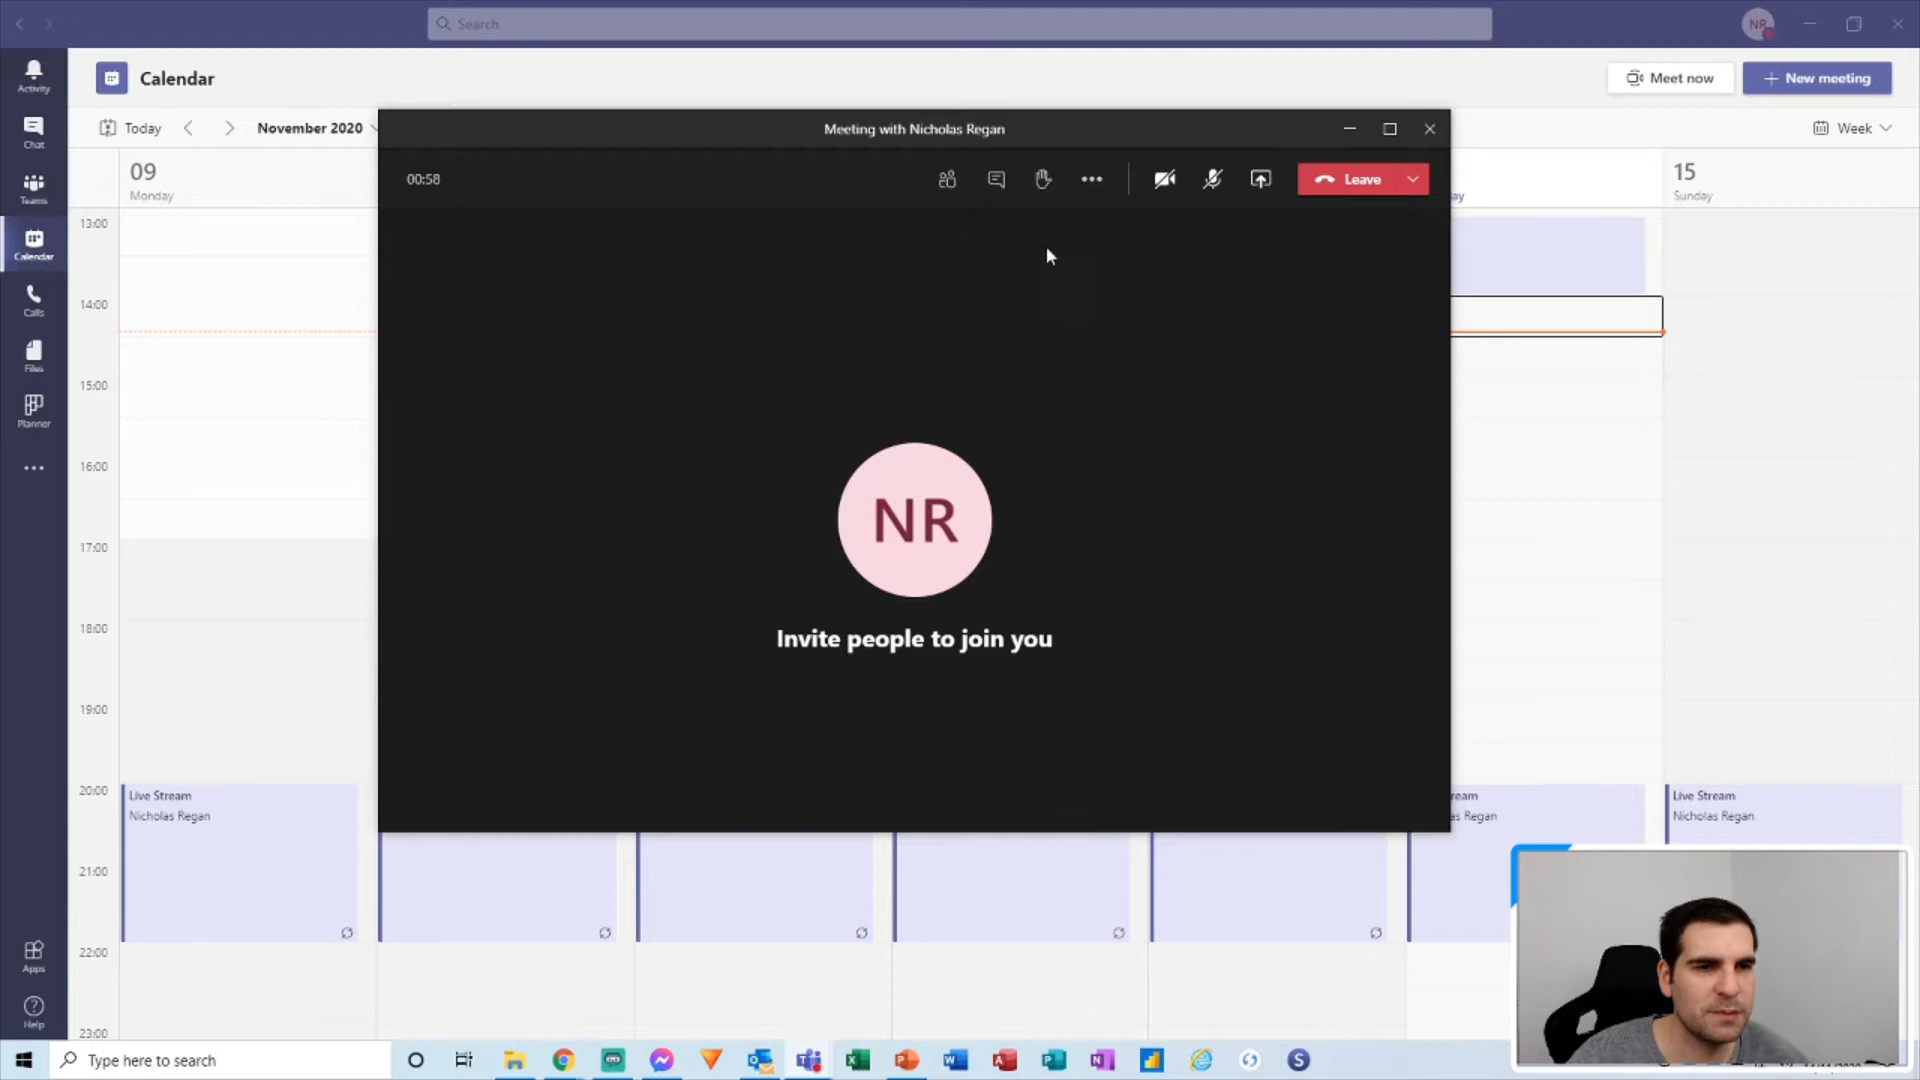 Search
NR
Activity
Chat
Teams
Calendar
Calls
Files
Planner
Apps
Help
Calendar
Meet now
New meeting
Today
November 2020
Week
09
Monday
15
Sunday
13:00
14:00
15:00
16:00
17:00
18:00
19:00
20:00
21:00
22:00
23:00
Meeting with Nicholas Regan
00:58
Leave
NR
Invite people to join you
Live Stream
Nicholas Regan
Live Stream
Nicholas Regan
Type here to search